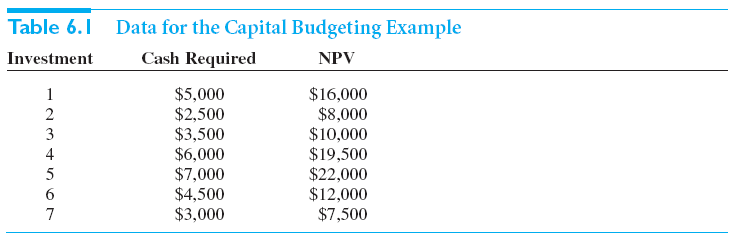 Table 6.1 Data for the Capital Budgeting Example
Investment Cash Required NPV
1 $5,000 $16,000
2 $2,500 $8,000
3 $3,500 $10,000
4 $6,000 $19,500
5 $7,000 $22,000
6 $4,500 $12,000
7 $3,000 $7,500